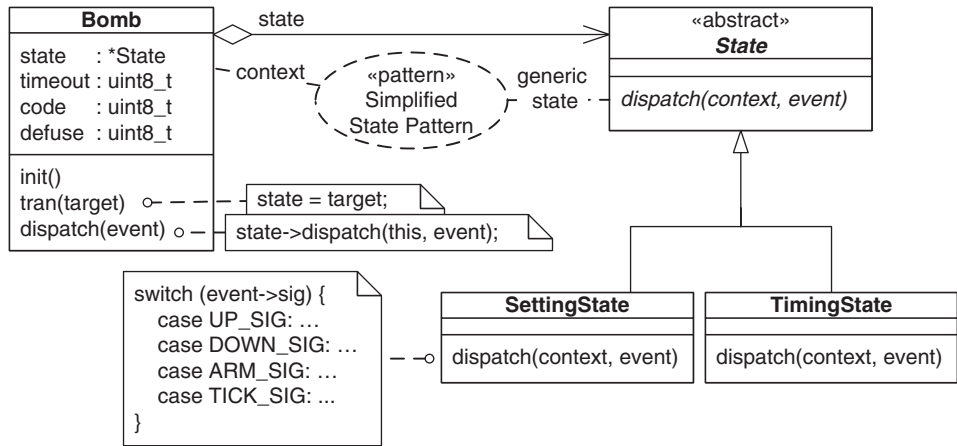 Bomb
state : *State
timeout : uint8_t
code : uint8_t
defuse : uint8_t
init()
tran(target)
dispatch(event)
state
context
«pattern»
Simplified
State Pattern
generic
state
«abstract»
State
dispatch(context, event)
state = target;
state->dispatch(this, event);
switch (event->sig) {
case UP_SIG: …
case DOWN_SIG: …
case ARM_SIG: …
case TICK_SIG: ...
}
SettingState
dispatch(context, event)
TimingState
dispatch(context, event)